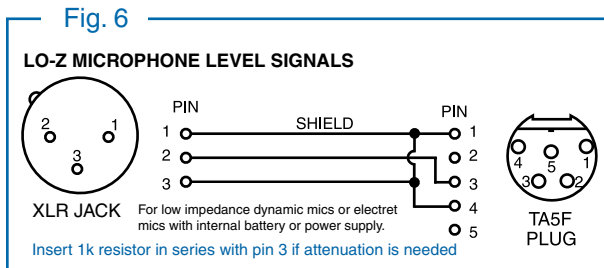 Fig. 6
LO-Z MICROPHONE LEVEL SIGNALS
PIN
PIN
SHIELD
1
1
2
2
3
3
4
5
2
1
3
4
5
1
3
2
XLR JACK
For low impedance dynamic mics or electret
mics with internal battery or power supply.
TA5F
PLUG
Insert 1k resistor in series with pin 3 if attenuation is needed